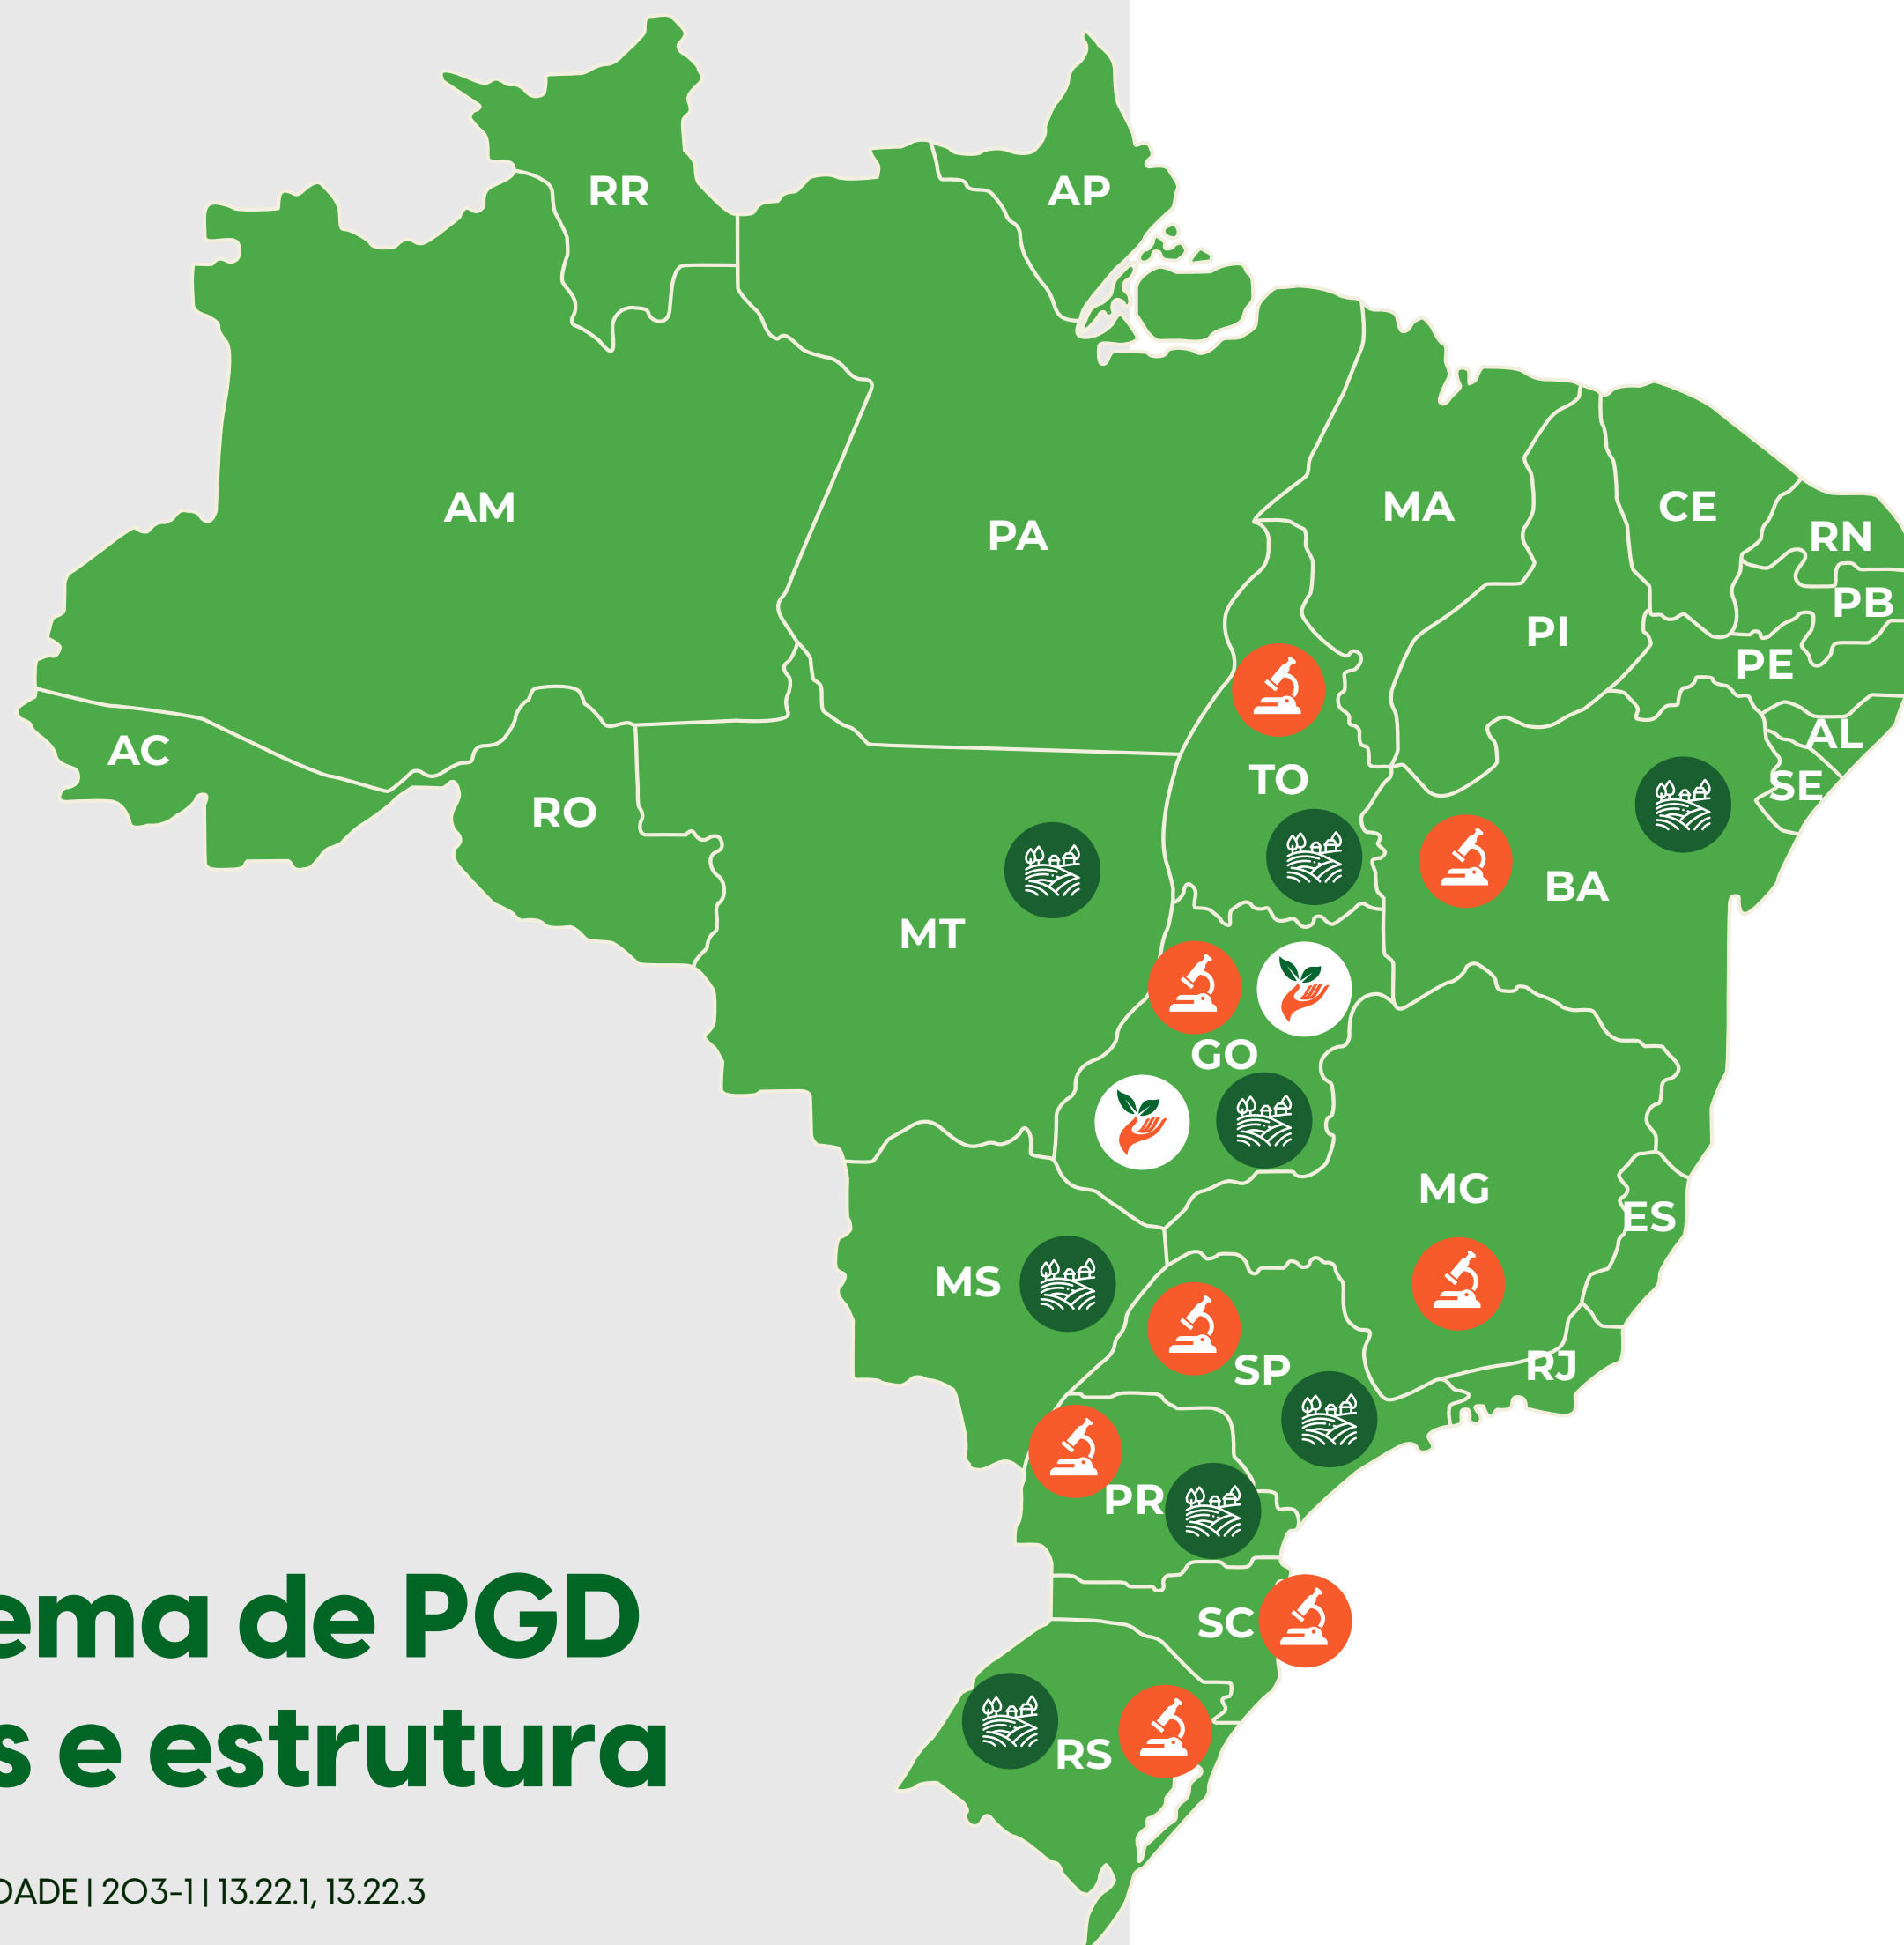 RR
AP
AM
PA
MA
CE
RN
PB
PI
PE
AL
SE
AC
RO
TO
BA
MT
GO
MG
ES
MS
SP
RJ
PR
SC
RS
ema de PGD
s e estrutura
DADE | 203-1 | 13.22.1, 13.22.3